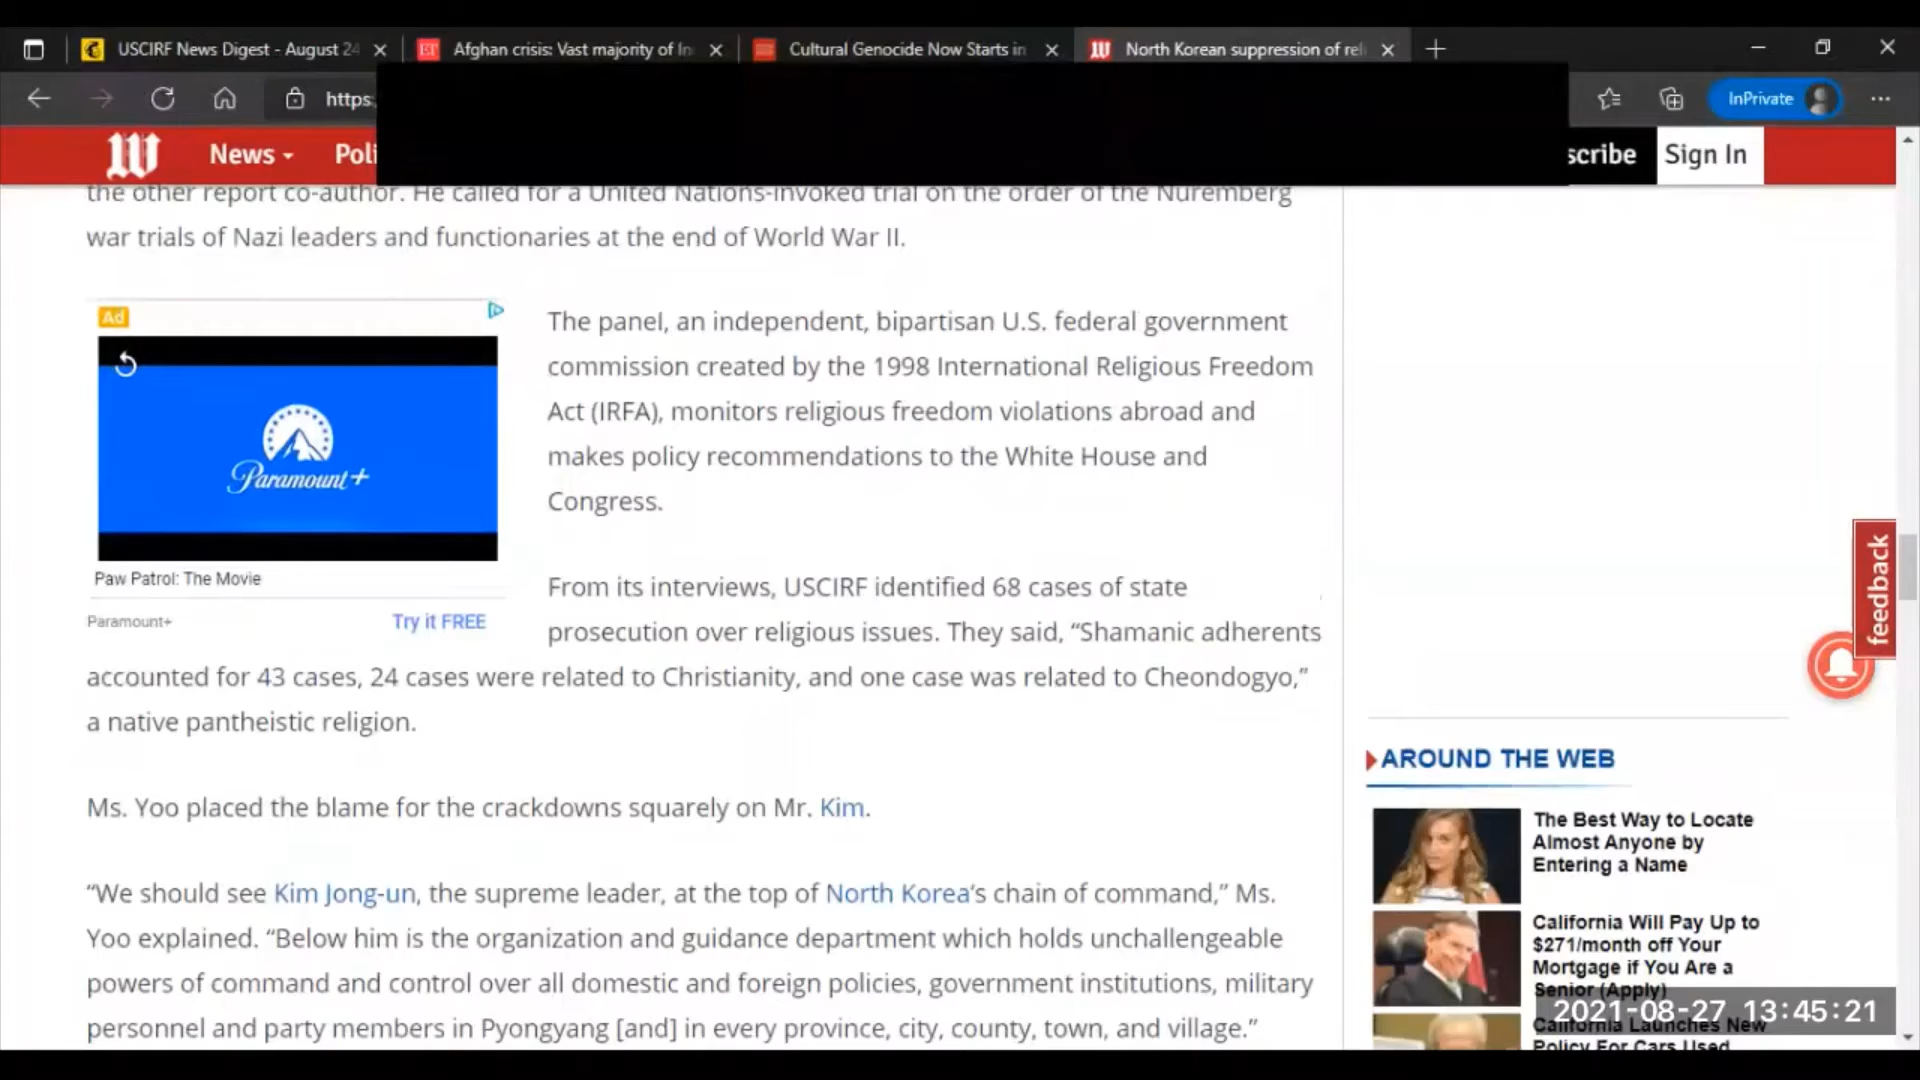 USCIRF News Digest - August 24
Afghan crisis: Vast majority of In
Cultural Genocide Now Starts in
North Korean suppression of reli
https:
InPrivate
W
News
Poli
scribe
Sign In
the other report co-author. He called for a United Nations-invoked trial on the order of the Nuremberg
war trials of Nazi leaders and functionaries at the end of World War II.
Ad
Paramount+
Paw Patrol: The Movie
Paramount+
Try it FREE
The panel, an independent, bipartisan U.S. federal government
commission created by the 1998 International Religious Freedom
Act (IRFA), monitors religious freedom violations abroad and
makes policy recommendations to the White House and
Congress.
From its interviews, USCIRF identified 68 cases of state
prosecution over religious issues. They said, “Shamanic adherents
accounted for 43 cases, 24 cases were related to Christianity, and one case was related to Cheondogyo,”
a native pantheistic religion.
Ms. Yoo placed the blame for the crackdowns squarely on Mr. Kim.
“We should see Kim Jong-un, the supreme leader, at the top of North Korea‘s chain of command,” Ms.
Yoo explained. “Below him is the organization and guidance department which holds unchallengeable
powers of command and control over all domestic and foreign policies, government institutions, military
personnel and party members in Pyongyang [and] in every province, city, county, town, and village.”
feedback
AROUND THE WEB
The Best Way to Locate
Almost Anyone by
Entering a Name
California Will Pay Up to
$271/month off Your
Mortgage if You Are a
Senior (Apply)
2021-08-27 13:45:21
California Launches New
Policy For Cars Used